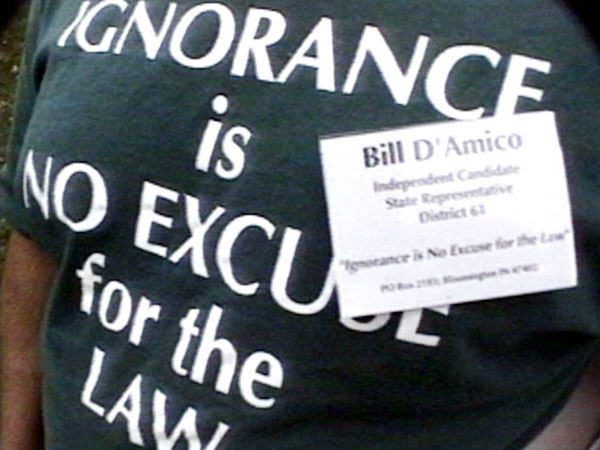 IGNORANCE
is
NO EXCUSE
for the
LAW
Bill D'Amico
Independent Candidate
State Representative
District 61
"Ignorance is No Excuse for the Law"
PO Box Bloomington IN 47402